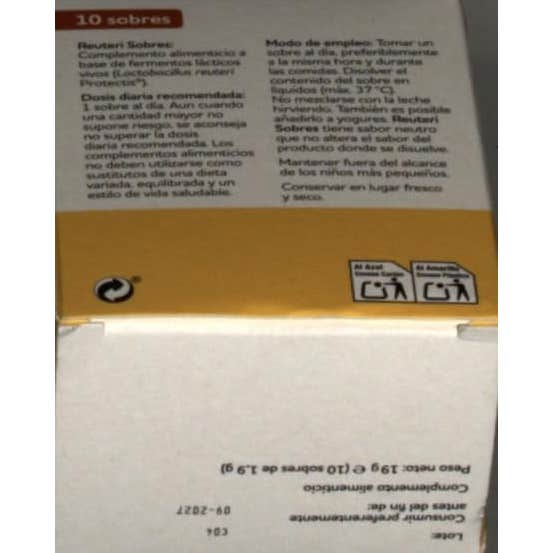 10 sobres
Reuteri Sobres:
Complemento alimenticio a
base de fermentos lácticos
vivos (Lactobacillus reuteri
Protectis®).
Dosis diaria recomendada:
1 sobre al día. Aun cuando
una cantidad mayor no
supone riesgo, se aconseja
no superar la dosis
diaria recomendada. Los
complementos alimenticios
no deben utilizarse como
sustitutos de una dieta
variada, equilibrada y un
estilo de vida saludable.
Modo de empleo: Tomar un
sobre al día, preferiblemente
a la misma hora y durante
las comidas. Disolver el
contenido del sobre en
líquidos (máx. 37 °C).
No mezclarse con la leche
hirviendo. También es posible
añadirlo a yogures. Reuteri
Sobres tiene sabor neutro
que no altera el sabor del
producto donde se disuelve.
Mantener fuera del alcance
de los niños más pequeños.
Conservar en lugar fresco
y seco.
Al Azul
Envase Cartón
Al Amarillo
Envase Plástico
Lote: C04
Consumir preferentemente
antes del fin de: 09-2027
Complemento alimenticio
Peso neto: 19 g ℮ (10 sobres de 1,9 g)